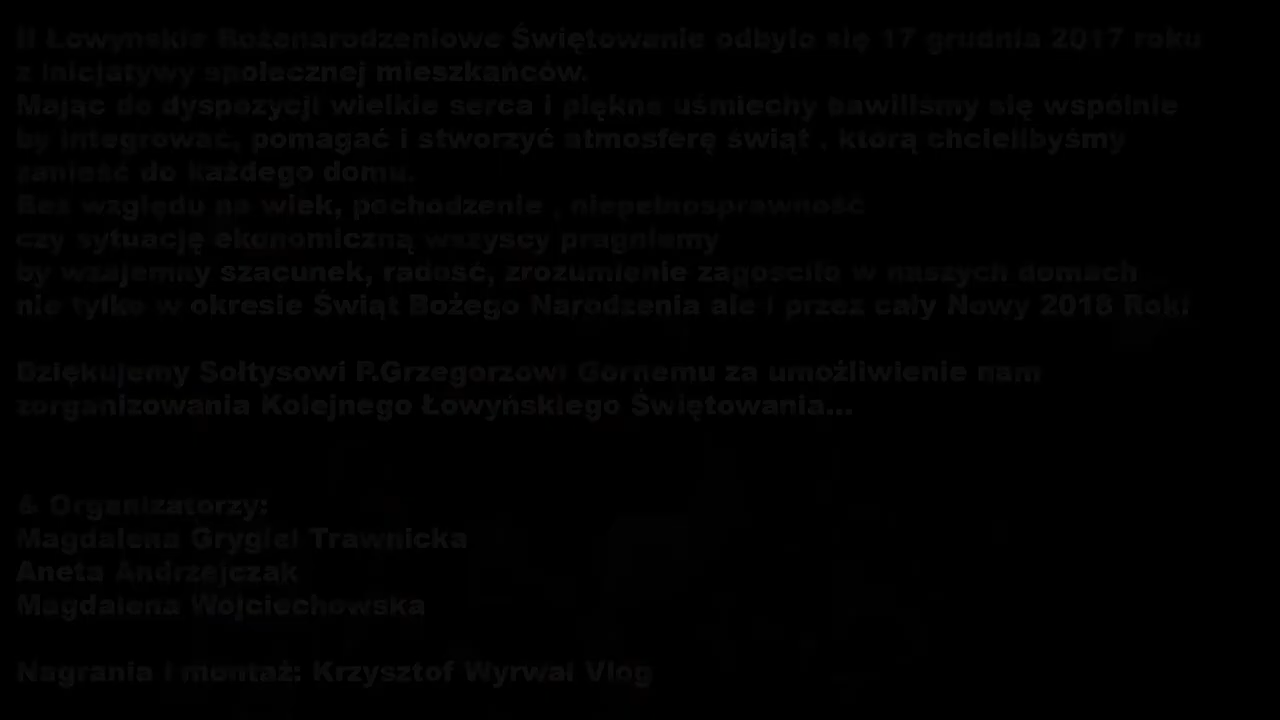 II Łowyńskie Bożenarodzeniowe Świętowanie odbyło się 17 grudnia 2017 roku
z inicjatywy społecznej mieszkańców.
Mając do dyspozycji wielkie serca i piękne uśmiechy bawiliśmy się wspólnie
by integrować, pomagać i stworzyć atmosferę świąt , którą chcielibyśmy
zanieść do każdego domu.
Bez względu na wiek, pochodzenie , niepełnosprawność
czy sytuację ekonomiczną wszyscy pragniemy
by wzajemny szacunek, radość, zrozumienie zagościło w naszych domach
nie tylko w okresie Świąt Bożego Narodzenia ale i przez cały Nowy 2018 Rok!
Dziękujemy Sołtysowi P.Grzegorzowi Gornemu za umożliwienie nam
zorganizowania Kolejnego Łowyńskiego Świętowania...
& Organizatorzy:
Magdalena Grygiel Trawnicka
Aneta Andrzejczak
Magdalena Wojciechowska
Nagrania i montaż: Krzysztof Wyrwał Vlog